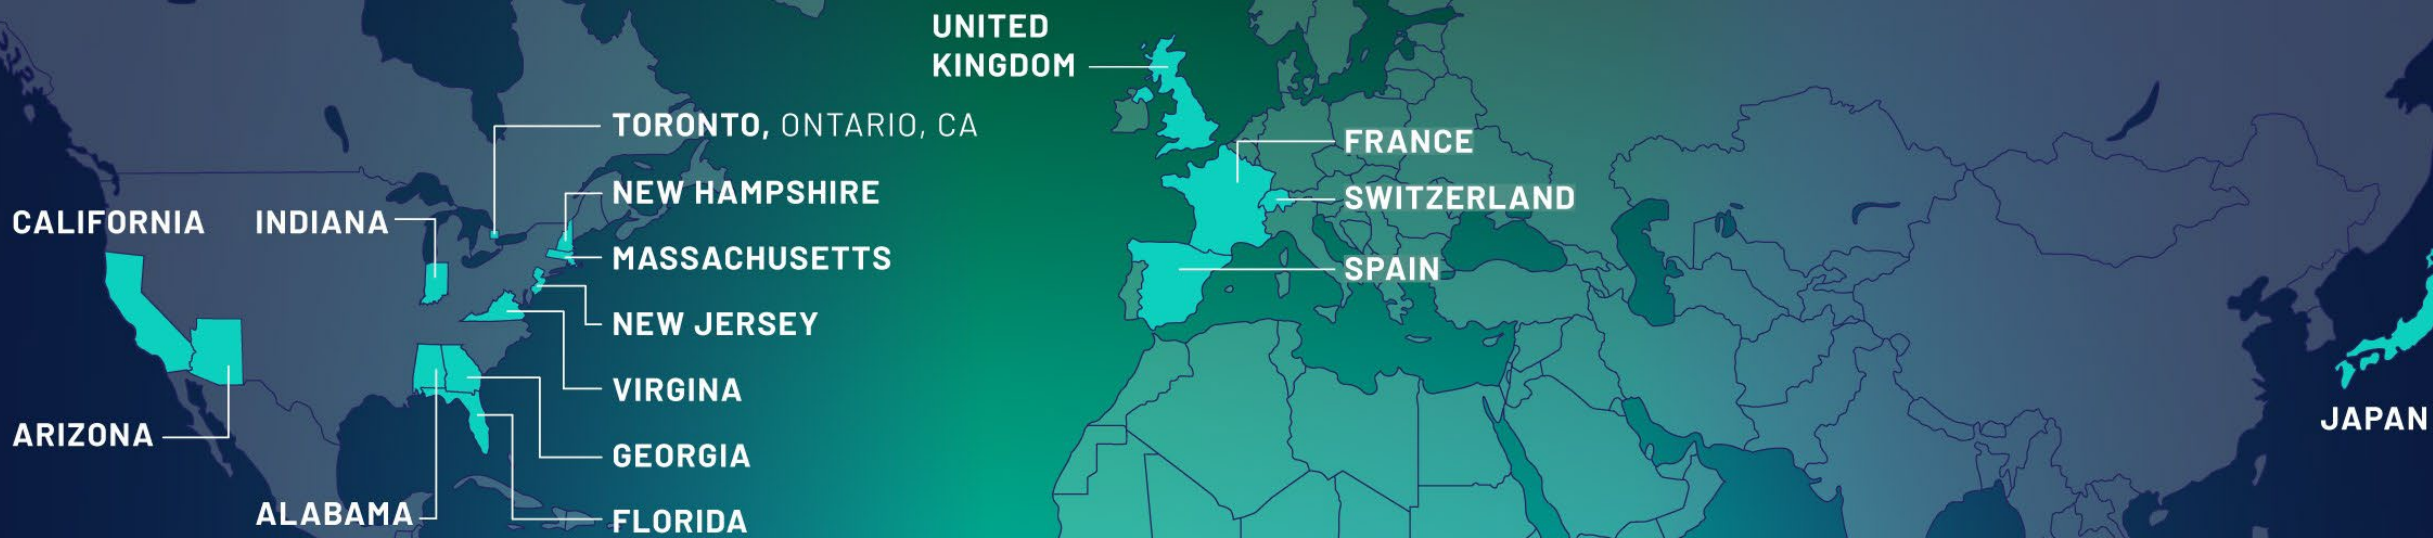 UNITED
KINGDOM
TORONTO, ONTARIO, CA
FRANCE
NEW HAMPSHIRE
SWITZERLAND
CALIFORNIA
INDIANA
MASSACHUSETTS
SPAIN
NEW JERSEY
VIRGINA
JAPAN
ARIZONA
GEORGIA
ALABAMA
FLORIDA